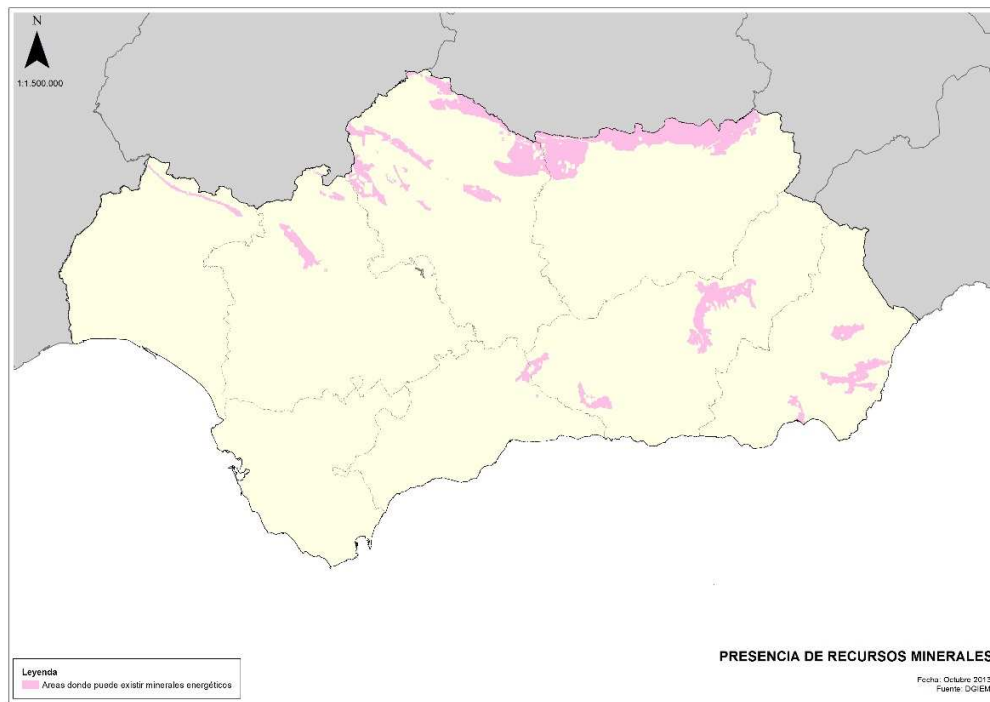 N
1:1.500.000
PRESENCIA DE RECURSOS MINERALES
Fecha: Octubre 2013
Fuente: DGIEM
Leyenda
Areas donde puede existir minerales energéticos